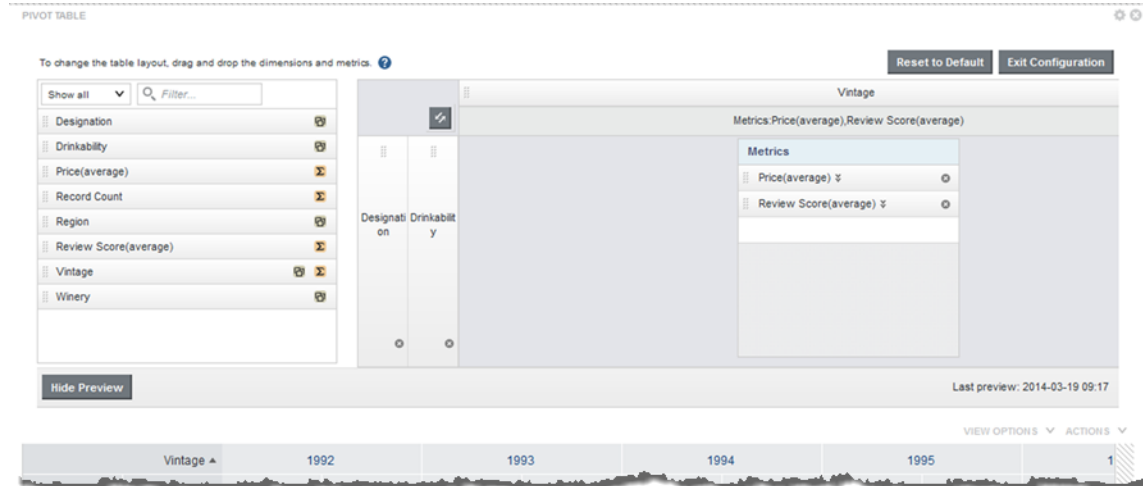 PIVOT TABLE
To change the table layout, drag and drop the dimensions and metrics. ?
Reset to Default
Exit Configuration
Show all
Filter...
Designation
Drinkability
Price(average)
Record Count
Region
Review Score(average)
Vintage
Winery
Designati
on
Drinkabilit
y
Vintage
Metrics:Price(average),Review Score(average)
Metrics
Price(average)
Review Score(average)
Hide Preview
Last preview: 2014-03-19 09:17
VIEW OPTIONS
ACTIONS
Vintage 1992 1993 1994 1995 1